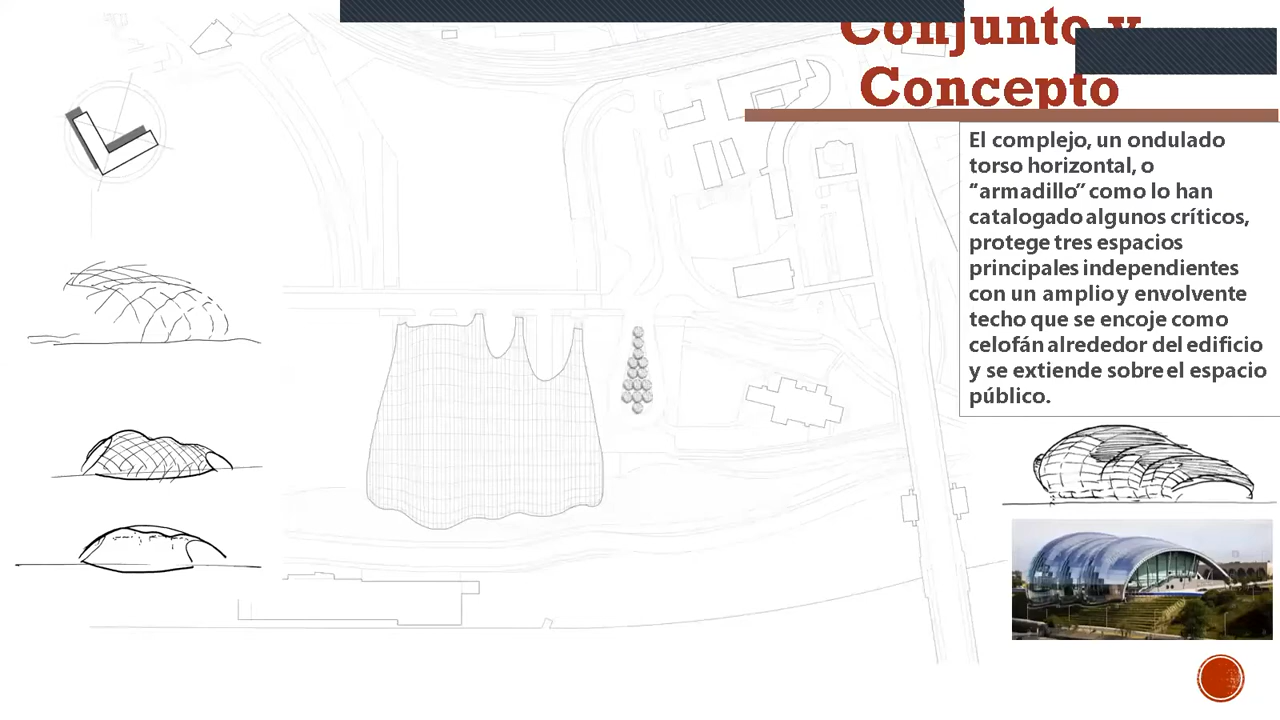 Conjunto y
Concepto
El complejo, un ondulado
torso horizontal, o
“armadillo” como lo han
catalogado algunos críticos,
protege tres espacios
principales independientes
con un amplio y envolvente
techo que se encoje como
celofán alrededor del edificio
y se extiende sobre el espacio
público.